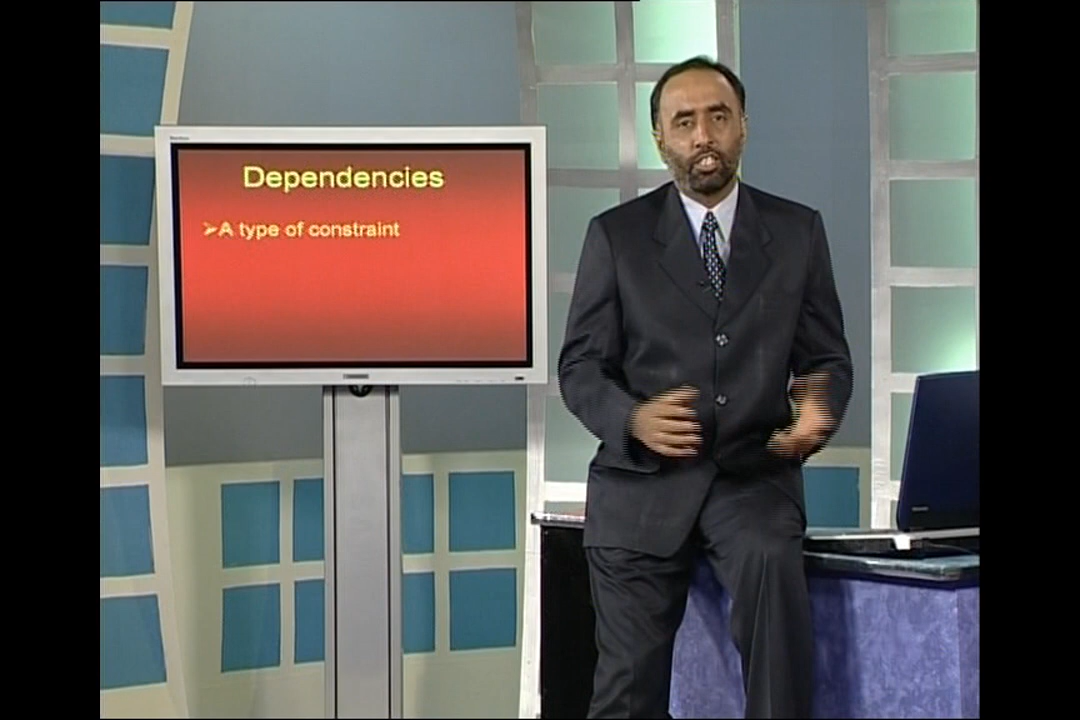 Dependencies
➢A type of constraint